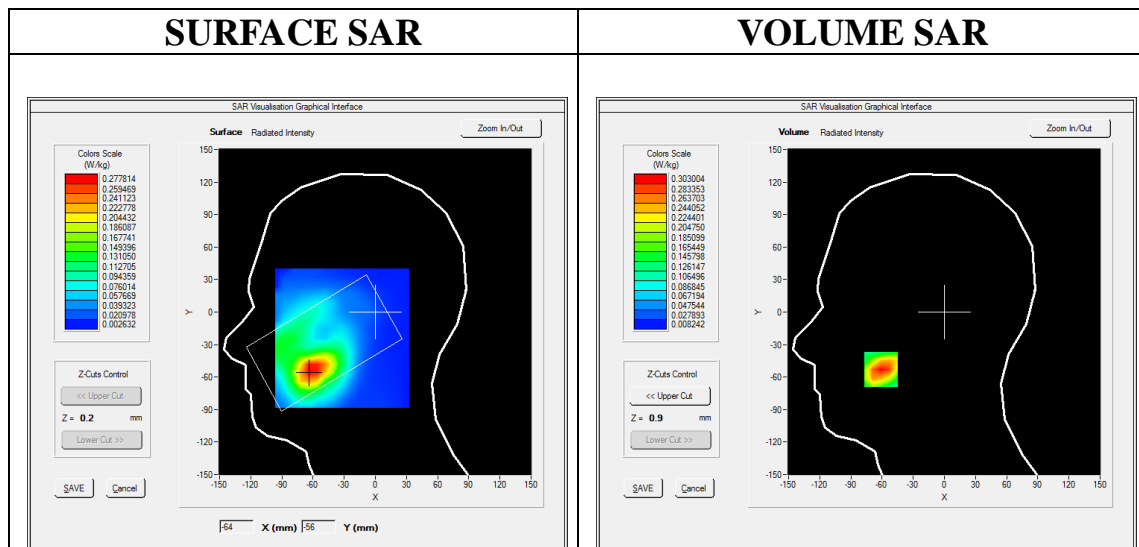 SURFACE SAR
VOLUME SAR
SAR Visualisation Graphical Interface
Surface Radiated Intensity
Zoom In/Out
Colors Scale
(W/kg)
0.277814
0.259469
0.241123
0.222778
0.204432
0.186087
0.167741
0.149396
0.131050
0.112705
0.094359
0.076014
0.057669
0.039323
0.020978
0.002632
150
120
90
60
30
0
-30
-60
-90
-120
-150
Y
-150 -120 -90 -60 -30 0 30 60 90 120 150
X
Z-Cuts Control
<< Upper Cut
Z = 0.2 mm
Lower Cut >>
SAVE Cancel
-64 X (mm) -56 Y (mm)
SAR Visualisation Graphical Interface
Volume Radiated Intensity
Zoom In/Out
Colors Scale
(W/kg)
0.303004
0.283353
0.263703
0.244052
0.224401
0.204750
0.185099
0.165449
0.145798
0.126147
0.106496
0.086845
0.067194
0.047544
0.027893
0.008242
150
120
90
60
30
0
-30
-60
-90
-120
-150
Y
-150 -120 -90 -60 -30 0 30 60 90 120 150
X
Z-Cuts Control
<< Upper Cut
Z = 0.9 mm
Lower Cut >>
SAVE Cancel